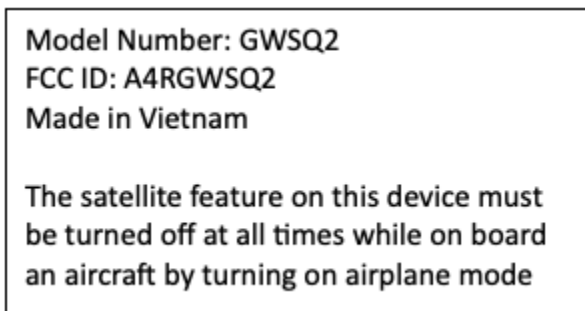 Model Number: GWSQ2
FCC ID: A4RGWSQ2
Made in Vietnam
The satellite feature on this device must
be turned off at all times while on board
an aircraft by turning on airplane mode